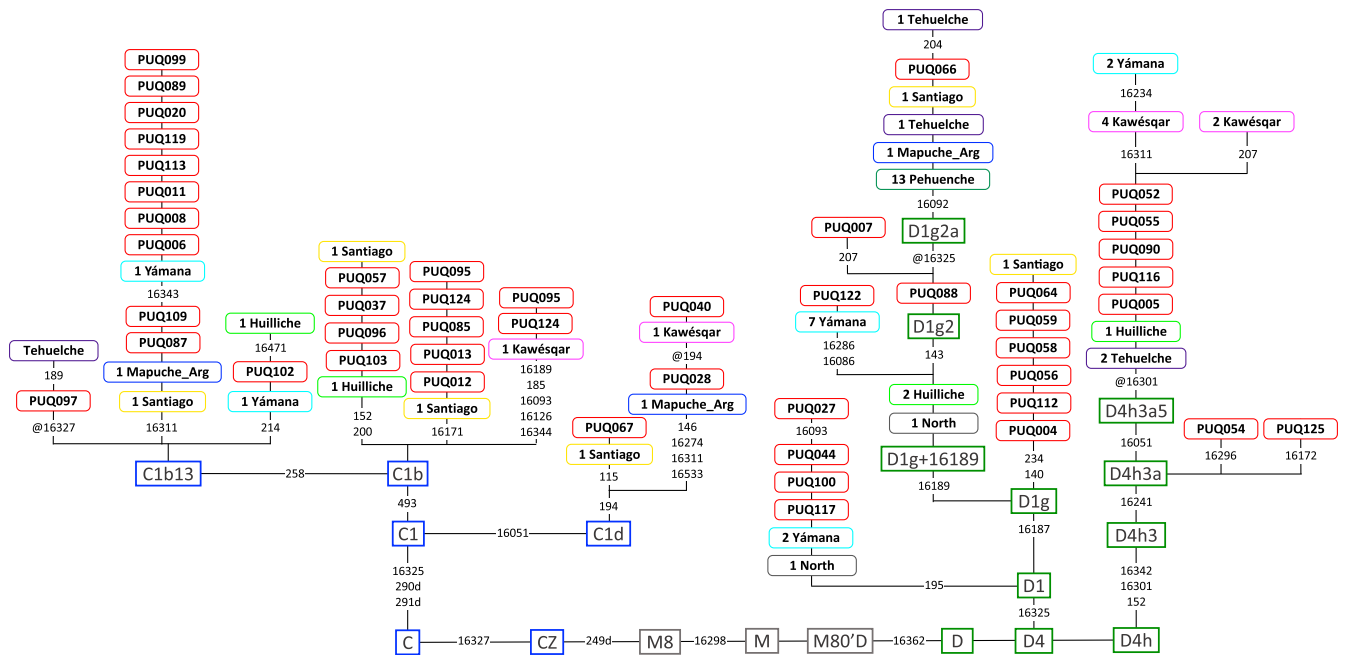 PUQ099
PUQ089
PUQ020
PUQ119
PUQ113
PUQ011
PUQ008
PUQ006
1 Yámana
16343
PUQ109
PUQ087
1 Mapuche_Arg
1 Santiago
16311
Tehuelche
189
PUQ097
@16327
1 Huilliche
16471
PUQ102
1 Yámana
214
C1b13
258
C1b
1 Santiago
PUQ057
PUQ037
PUQ096
PUQ103
1 Huilliche
152
200
PUQ095
PUQ124
PUQ085
PUQ013
PUQ012
1 Santiago
16171
PUQ095
PUQ124
1 Kawésqar
16189
185
16093
16126
16344
493
C1
16051
C1d
194
PUQ067
1 Santiago
115
PUQ040
1 Kawésqar
@194
PUQ028
1 Mapuche_Arg
146
16274
16311
16533
16325
290d
291d
C
16327
CZ
249d
M8
16298
M
M80’D
16362
D
D4
D4h
1 Tehuelche
204
PUQ066
1 Santiago
1 Tehuelche
1 Mapuche_Arg
13 Pehuenche
16092
D1g2a
@16325
PUQ007
207
PUQ088
D1g2
143
PUQ122
7 Yámana
16286
16086
2 Huilliche
1 North
D1g+16189
16189
PUQ027
16093
PUQ044
PUQ100
PUQ117
2 Yámana
1 North
195
1 Santiago
PUQ064
PUQ059
PUQ058
PUQ056
PUQ112
PUQ004
234
140
D1g
16187
D1
16325
2 Yámana
16234
4 Kawésqar
16311
2 Kawésqar
207
PUQ052
PUQ055
PUQ090
PUQ116
PUQ005
1 Huilliche
2 Tehuelche
@16301
D4h3a5
16051
D4h3a
PUQ054
16296
PUQ125
16172
16241
D4h3
16342
16301
152